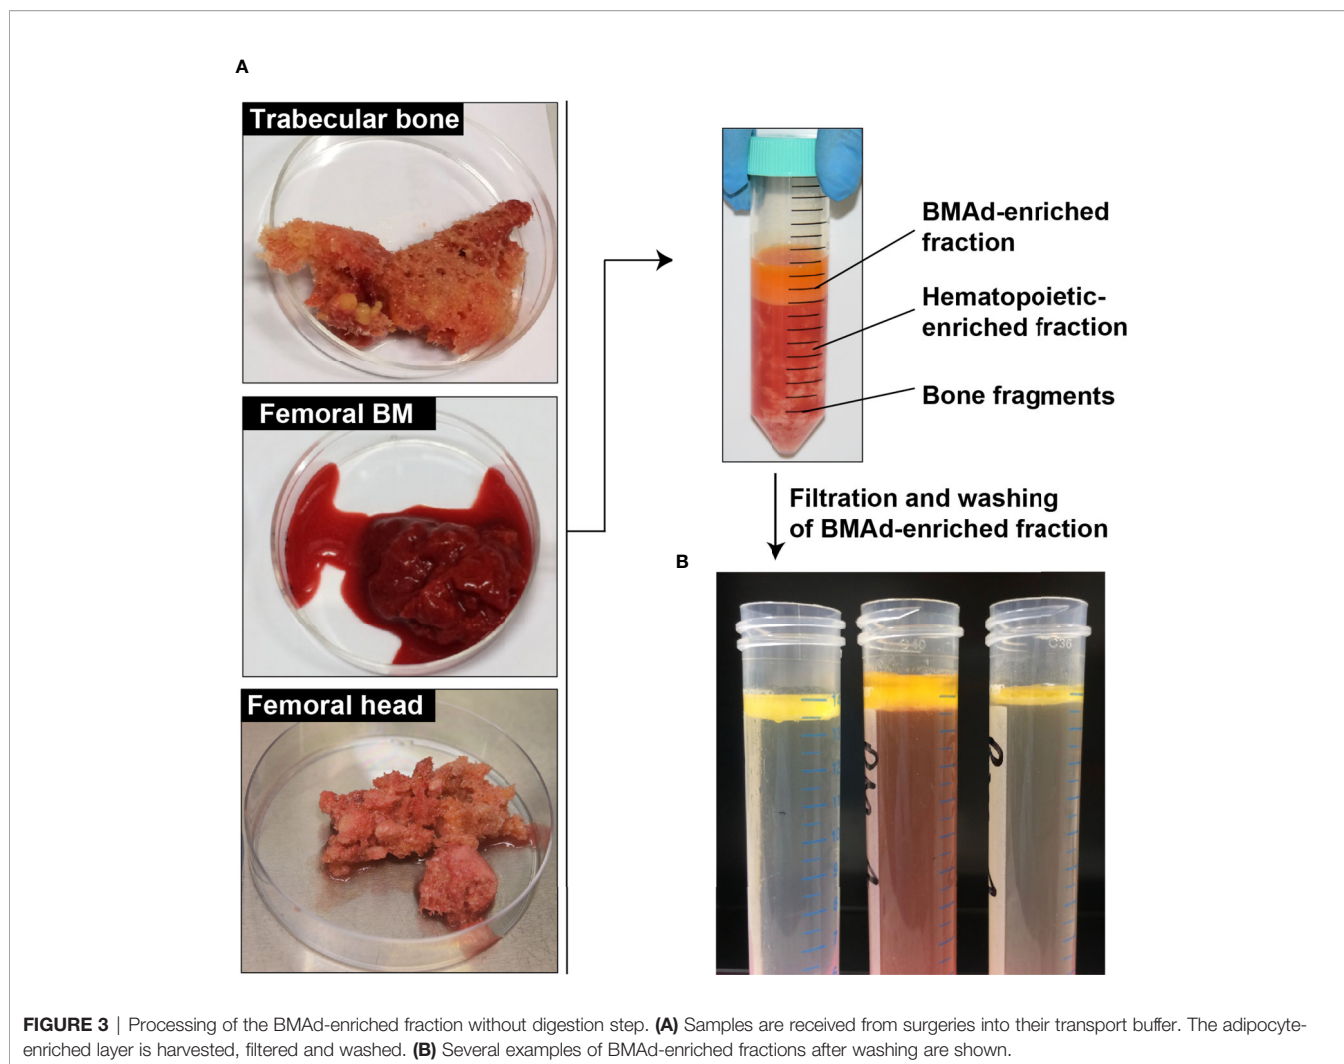 A
Trabecular bone
Femoral BM
Femoral head
BMAd-enriched
fraction
Hematopoietic-
enriched fraction
Bone fragments
Filtration and washing
of BMAd-enriched fraction
B
FIGURE 3 | Processing of the BMAd-enriched fraction without digestion step. (A) Samples are received from surgeries into their transport buffer. The adipocyte-
enriched layer is harvested, filtered and washed. (B) Several examples of BMAd-enriched fractions after washing are shown.